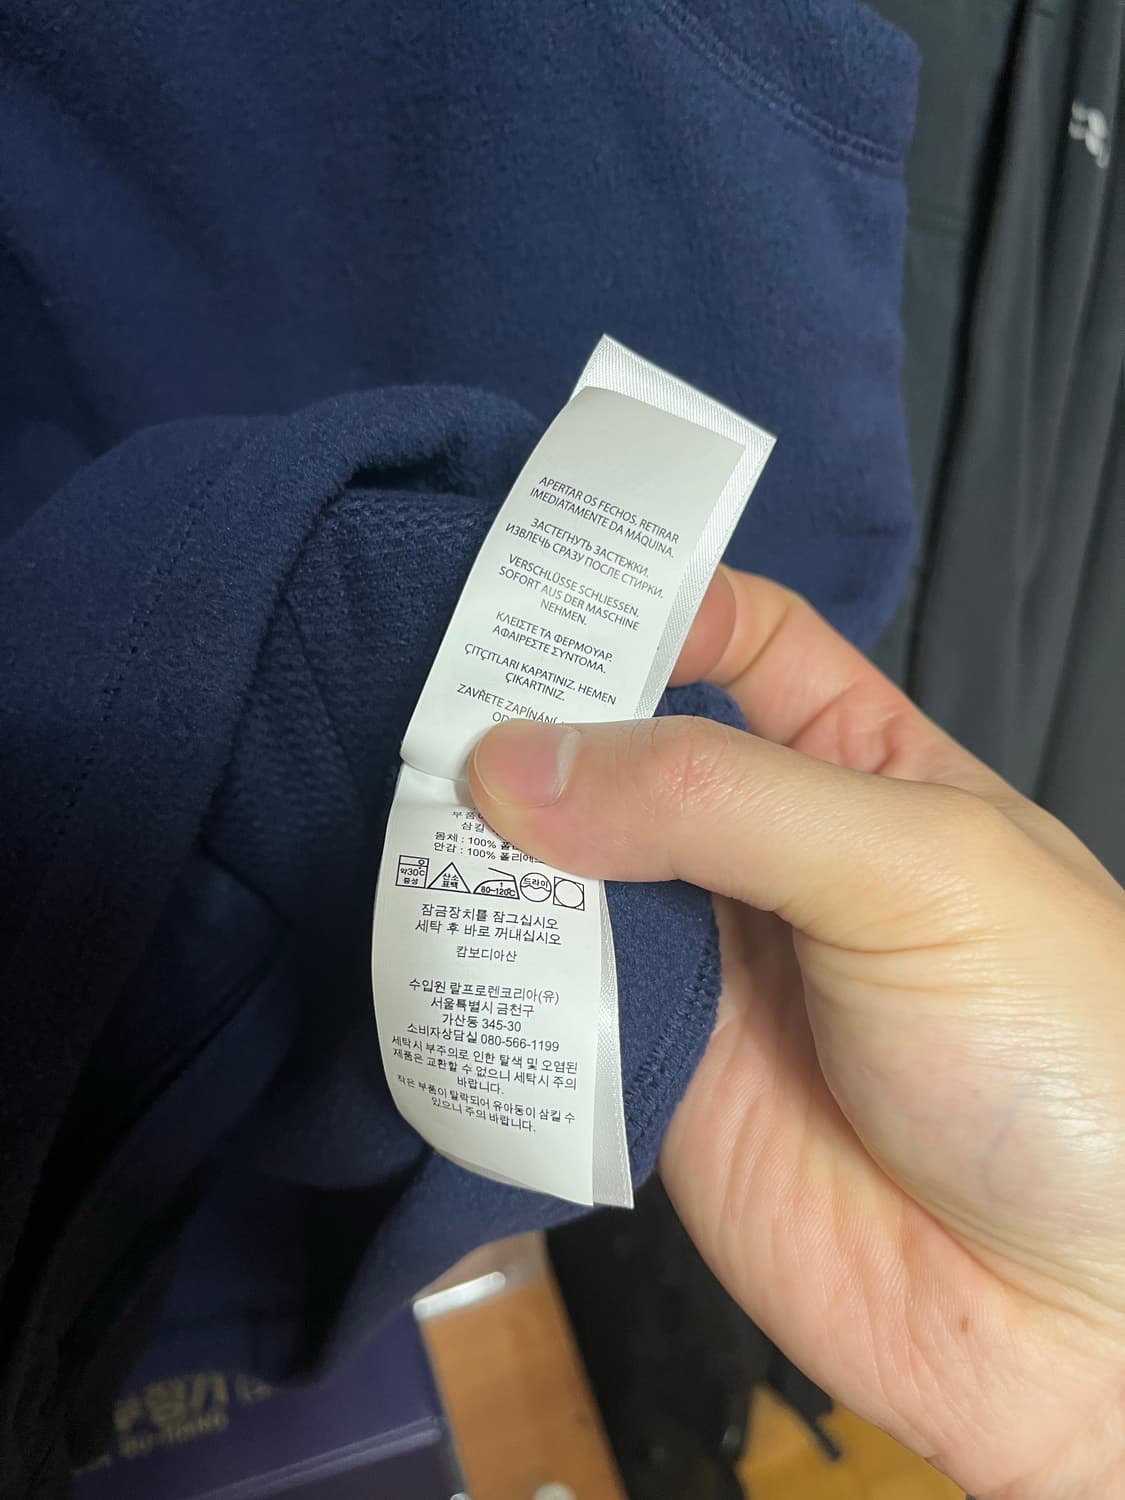 APERTAR OS FECHOS. RETIRAR
IMEDIATAMENTE DA MÁQUINA.
ЗАСТЕГНУТЬ ЗАСТЕЖКИ.
ИЗВЛЕЧЬ СРАЗУ ПОСЛЕ СТИРКИ.
VERSCHLÜSSE SCHLIESSEN.
SOFORT AUS DER MASCHINE
NEHMEN.
ΚΛΕΙΣΤΕ ΤΑ ΦΕΡΜΟΥΑΡ.
ΑΦΑΙΡΕΣΤΕ ΣΥΝΤΟΜΑ.
ÇITÇITLARI KAPATINIZ. HEMEN
ÇIKARTINIZ.
ZAVŘETE ZAPÍNÁNÍ
삼킬
몸체 : 100%
안감 : 100% 폴리에
약30℃
중성
산소
표백
80~120℃
드라이
잠금장치를 잠그십시오
세탁 후 바로 꺼내십시오
캄보디아산
수입원 랄프로렌코리아(유)
서울특별시 금천구
가산동 345-30
소비자상담실 080-566-1199
세탁시 부주의로 인한 탈색 및 오염된
제품은 교환할 수 없으니 세탁시 주의
바랍니다.
작은 부품이 탈락되어 유아동이 삼킬 수
있으니 주의 바랍니다.